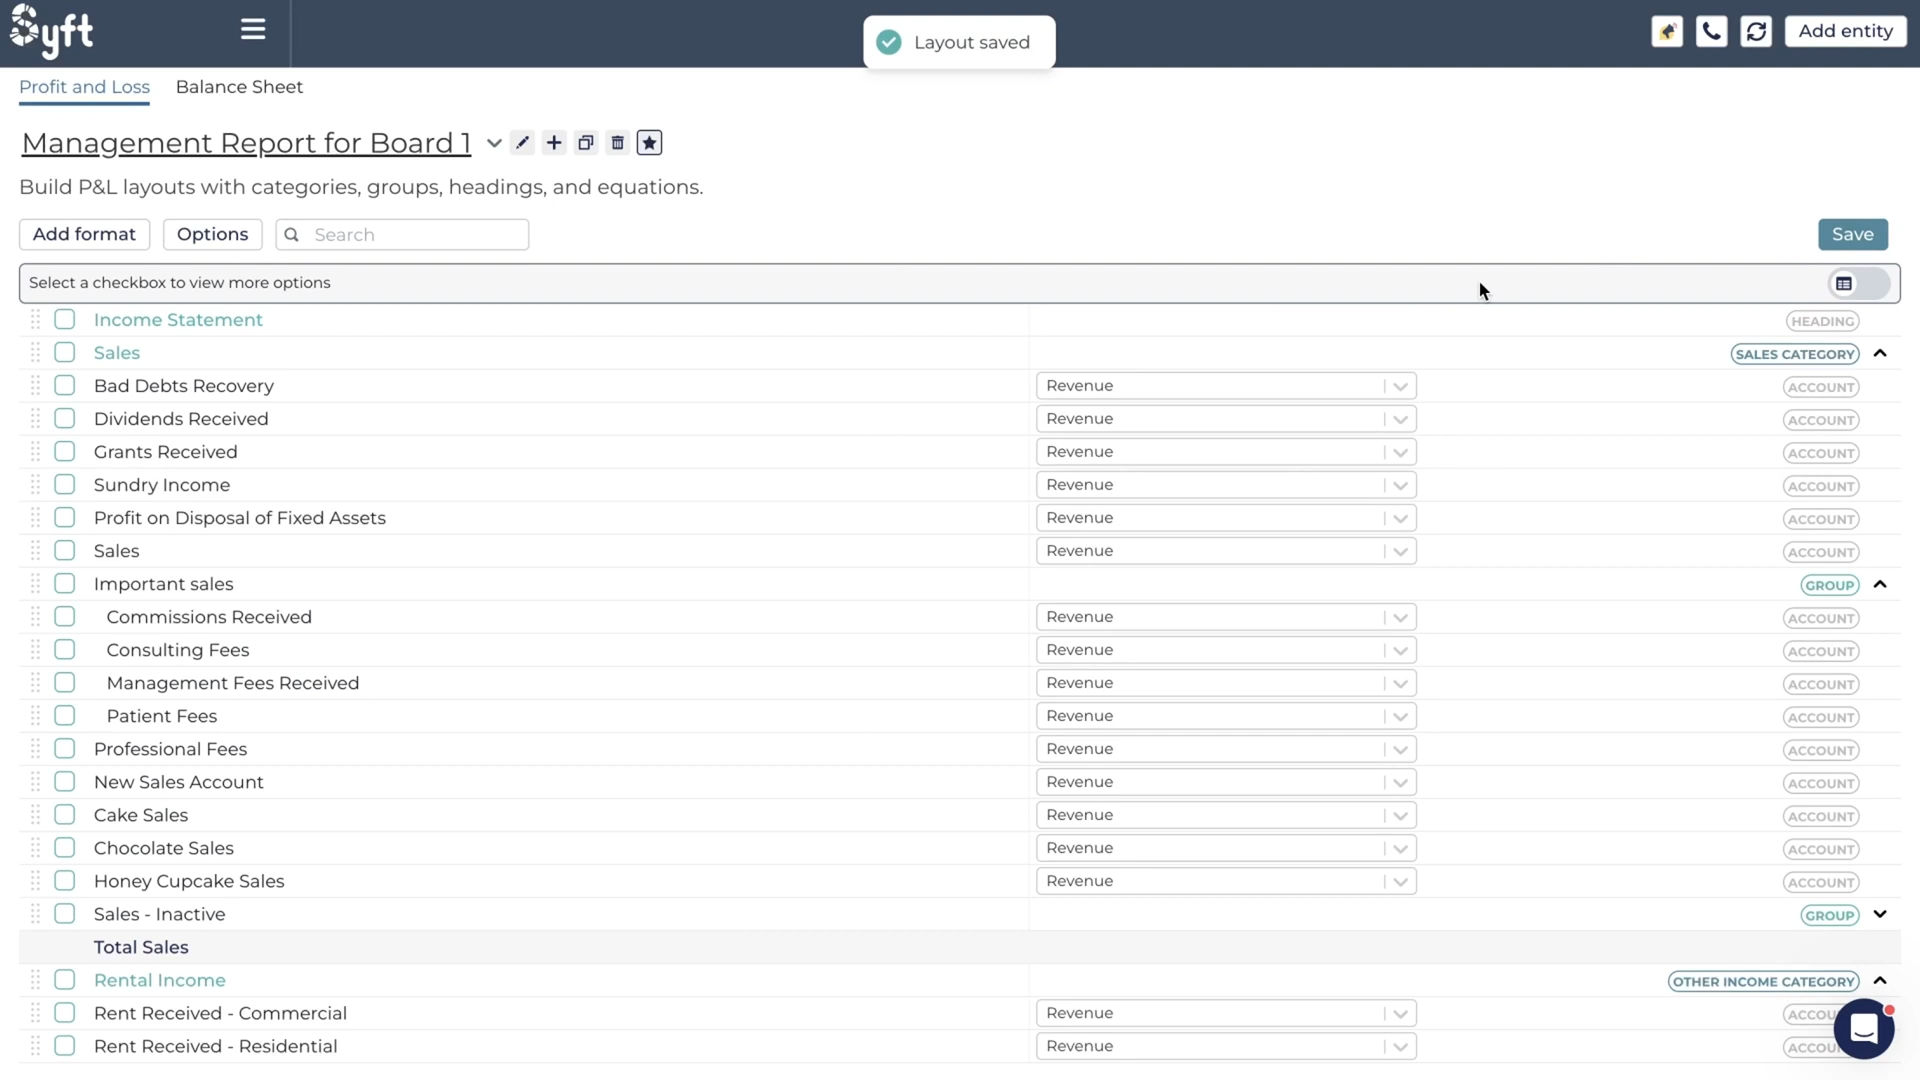 Syft
Layout saved
Add entity
Profit and Loss
Balance Sheet
Management Report for Board 1
Build P&L layouts with categories, groups, headings, and equations.
Add format
Options
Search
Save
Select a checkbox to view more options
Income Statement HEADING
Sales SALES CATEGORY
Bad Debts Recovery Revenue ACCOUNT
Dividends Received Revenue ACCOUNT
Grants Received Revenue ACCOUNT
Sundry Income Revenue ACCOUNT
Profit on Disposal of Fixed Assets Revenue ACCOUNT
Sales Revenue ACCOUNT
Important sales GROUP
Commissions Received Revenue ACCOUNT
Consulting Fees Revenue ACCOUNT
Management Fees Received Revenue ACCOUNT
Patient Fees Revenue ACCOUNT
Professional Fees Revenue ACCOUNT
New Sales Account Revenue ACCOUNT
Cake Sales Revenue ACCOUNT
Chocolate Sales Revenue ACCOUNT
Honey Cupcake Sales Revenue ACCOUNT
Sales - Inactive GROUP
Total Sales
Rental Income OTHER INCOME CATEGORY
Rent Received - Commercial Revenue
Rent Received - Residential Revenue